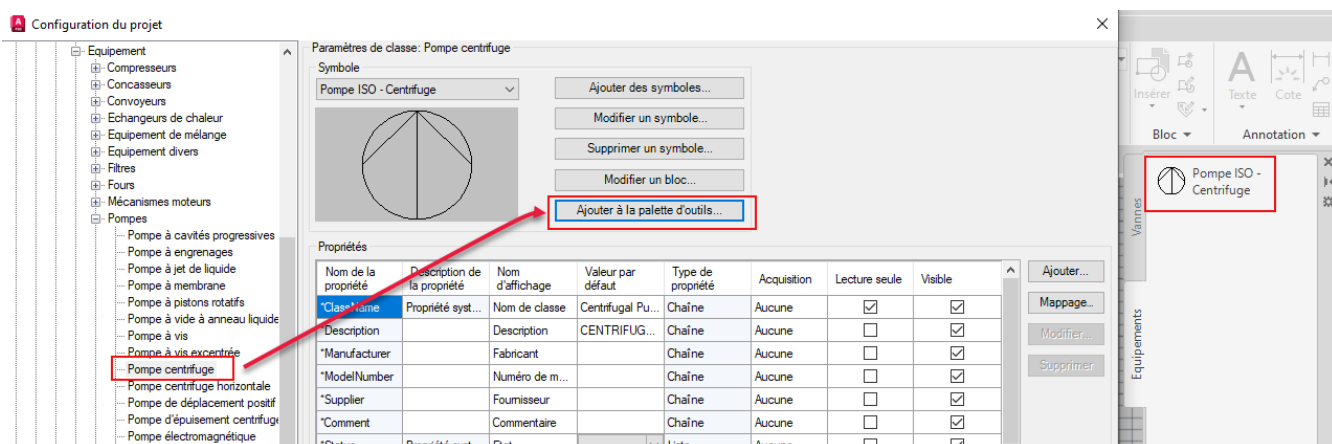 Configuration du projet
Equipement
Compresseurs
Concasseurs
Convoyeurs
Echangeurs de chaleur
Equipement de mélange
Equipement divers
Filtres
Fours
Mécanismes moteurs
Pompes
Pompe à cavités progressives
Pompe à engrenages
Pompe à jet de liquide
Pompe à membrane
Pompe à pistons rotatifs
Pompe à vide à anneau liquide
Pompe à vis
Pompe à vis excentrée
Pompe centrifuge
Pompe centrifuge horizontale
Pompe de déplacement positif
Pompe d'épuisement centrifuge
Pompe électromagnétique
Paramètres de classe: Pompe centrifuge
Symbole
Pompe ISO - Centrifuge
Ajouter des symboles...
Modifier un symbole...
Supprimer un symbole...
Modifier un bloc...
Ajouter à la palette d'outils...
Propriétés
Nom de la propriété Description de la propriété Nom d'affichage Valeur par défaut Type de propriété Acquisition Lecture seule Visible
*ClassName Propriété syst... Nom de classe Centrifugal Pu... Chaîne Aucune
*Description Description CENTRIFUG... Chaîne Aucune
*Manufacturer Fabricant Chaîne Aucune
*ModelNumber Numéro de m... Chaîne Aucune
*Supplier Fournisseur Chaîne Aucune
*Comment Commentaire Chaîne Aucune
*Status Propriété syst... Etat Liste Aucune
Ajouter...
Mappage...
Modifier...
Supprimer
Insérer
Texte
Cote
Bloc
Annotation
Vannes
Equipements
Pompe ISO -
Centrifuge